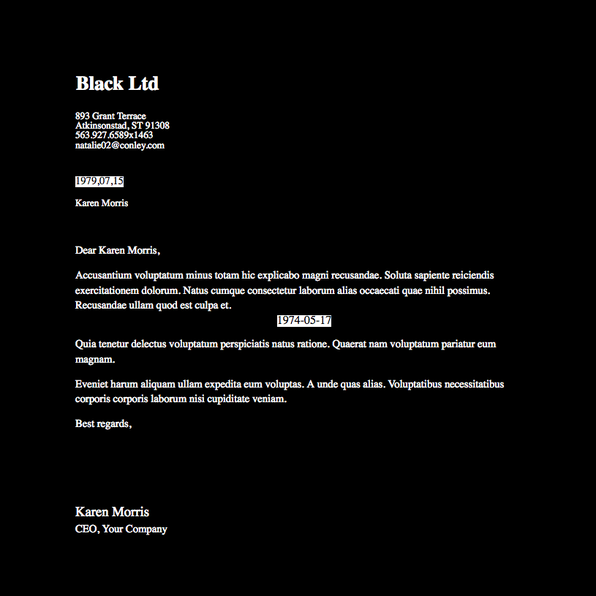 Black Ltd
893 Grant Terrace
Atkinsonstad, ST 91308
563.927.6589x1463
natalie02@conley.com
1979,07,15
Karen Morris
Dear Karen Morris,
Accusantium voluptatum minus totam hic explicabo magni recusandae. Soluta sapiente reiciendis
exercitationem dolorum. Natus cumque consectetur laborum alias occaecati quae nihil possimus.
Recusandae ullam quod est culpa et.
1974-05-17
Quia tenetur delectus voluptatum perspiciatis natus ratione. Quaerat nam voluptatum pariatur eum
magnam.
Eveniet harum aliquam ullam expedita eum voluptas. A unde quas alias. Voluptatibus necessitatibus
corporis corporis laborum nisi cupiditate veniam.
Best regards,
Karen Morris
CEO, Your Company